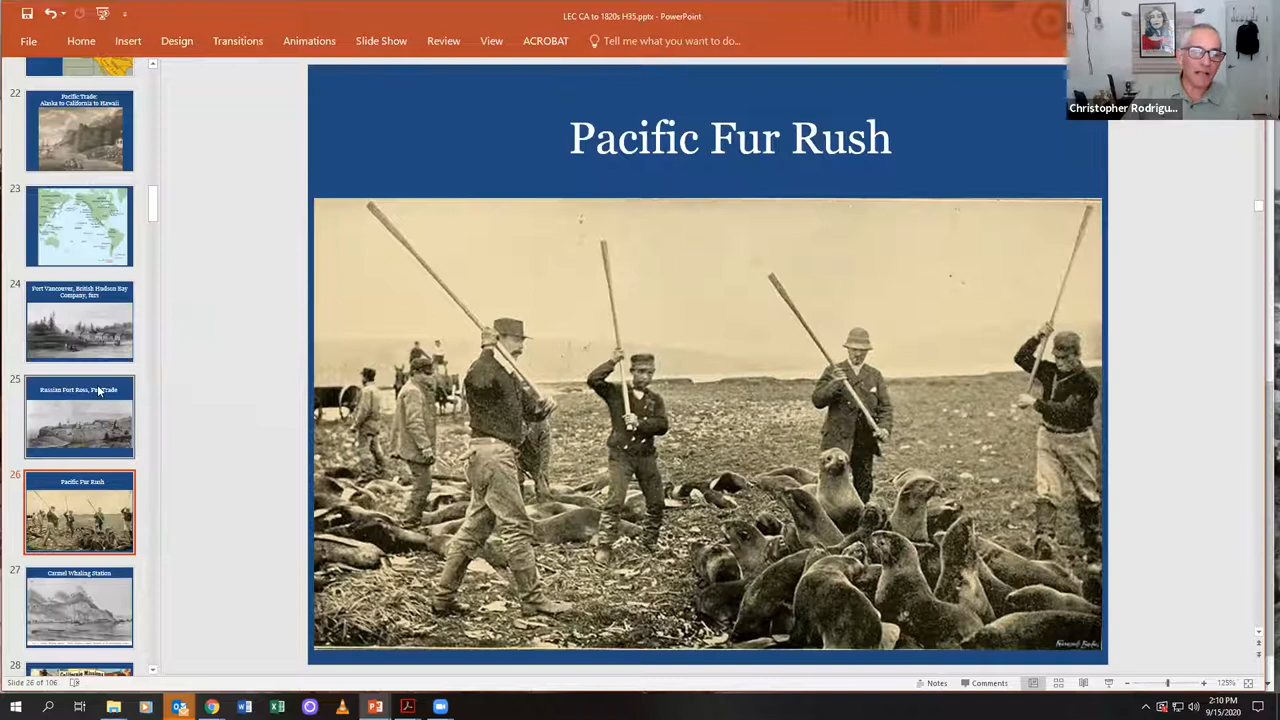 LEC CA to 1820s H35.pptx - PowerPoint
File Home Insert Design Transitions Animations Slide Show Review View ACROBAT Tell me what you want to do...
Christopher Rodrigu...
22
Pacific Trade:
Alaska to California to Hawaii
23
24
Fort Vancouver, British Hudson Bay
Company, furs
25
Russian Fort Ross, Fur Trade
26
Pacific Fur Rush
27
Carmel Whaling Station
28
California Missions
Pacific Fur Rush
Slide 26 of 106
Notes Comments 125%
2:10 PM
9/15/2020